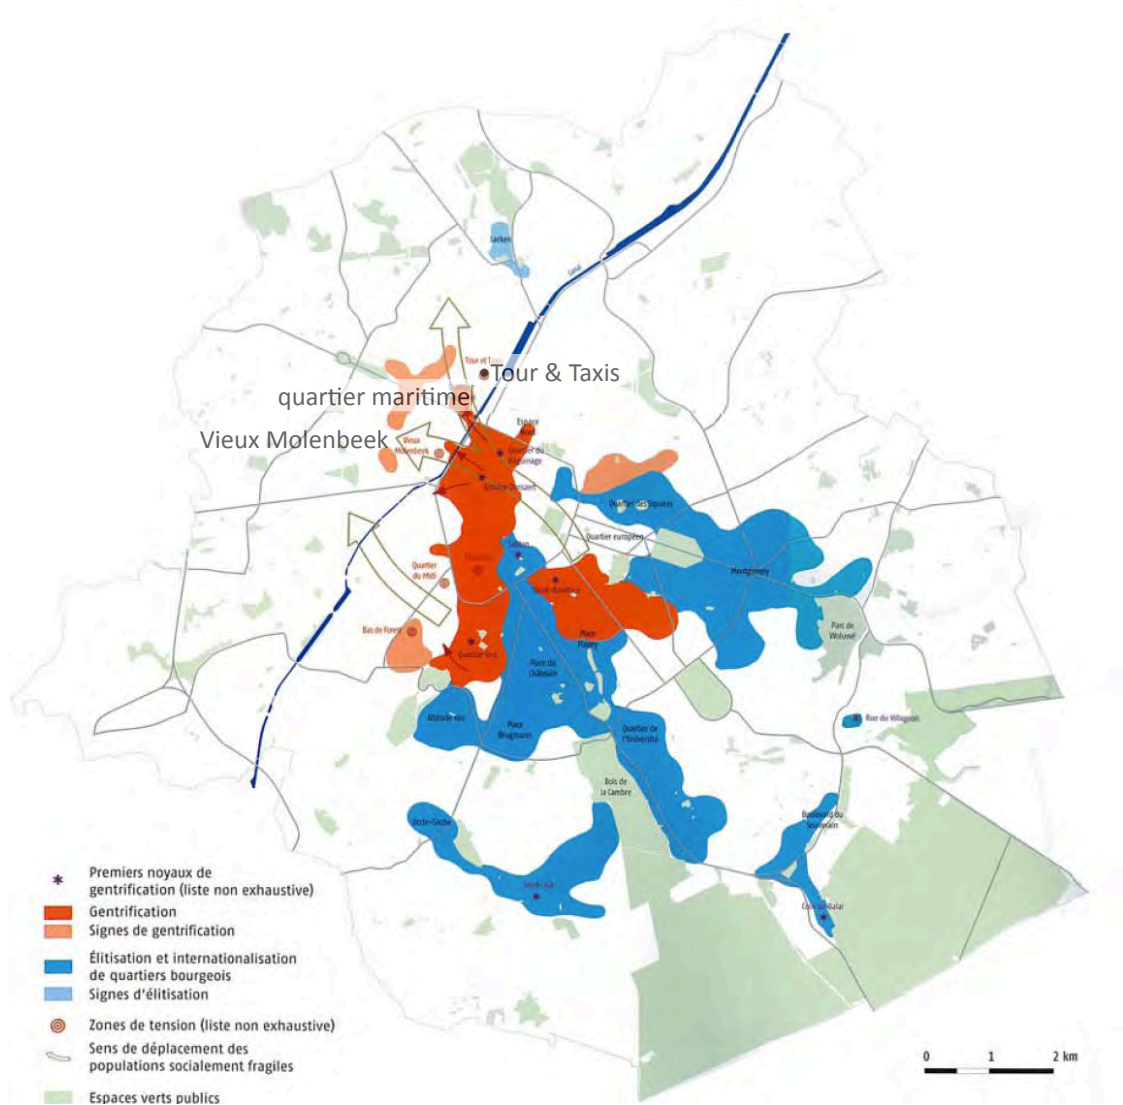 Laeken
Canal
Tour et T
Tour & Taxis
quartier maritime
Vieux Molenbeek
Vieux
Molenbeek
Espace
Nord
Quartier du
Béguinage
Antoine Dansaert
Quartier des Squares
Quartier européen
Sablon
Montgomery
Marolles
Quartier
du Midi
Saint-Boniface
Parc de
Woluwé
Bas de Forest
Place
Flagey
Quartier Sud
Place du
Châtelain
Altitude 100
Place
Brugmann
Quartier de
l'Université
Rue du Villageois
Bois de
la Cambre
Uccle-Globe
Boulevard du
Souverain
Coin du Balai
Premiers noyaux de
gentrification (liste non exhaustive)
Gentrification
Signes de gentrification
Élitisation et internationalisation
de quartiers bourgeois
Signes d'élitisation
Zones de tension (liste non exhaustive)
Sens de déplacement des
populations socialement fragiles
Espaces verts publics
0 1 2 km